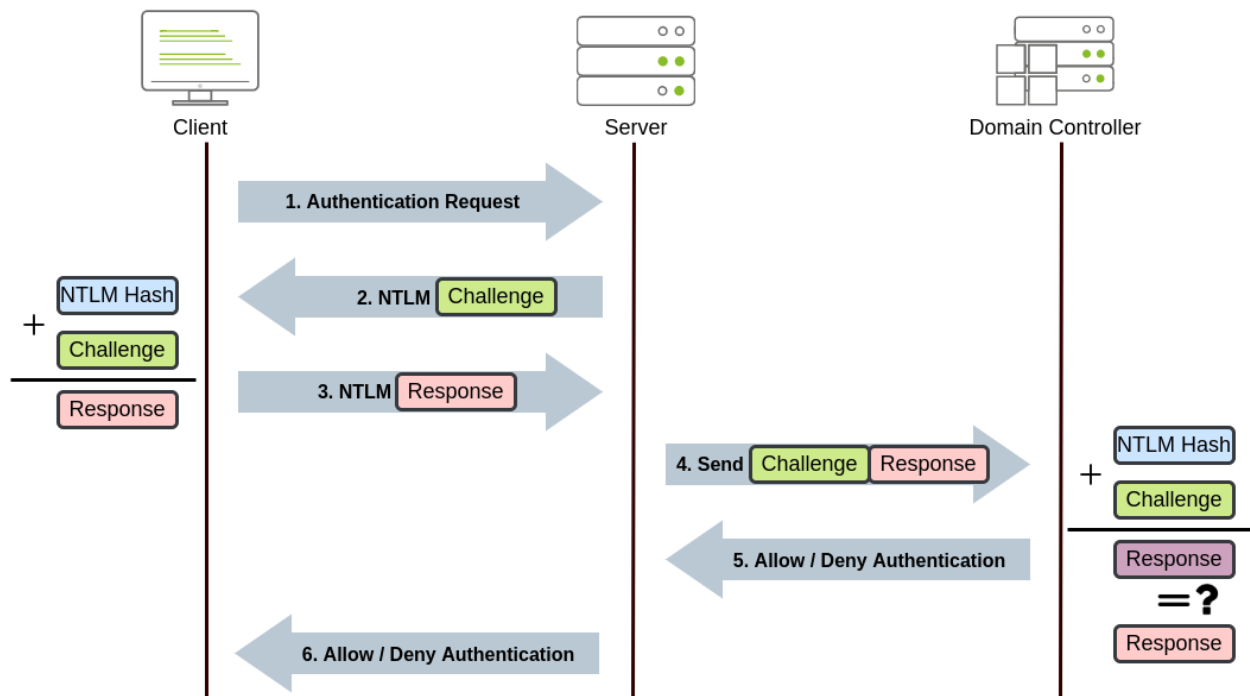 Client
Server
Domain Controller
1. Authentication Request
2. NTLM Challenge
NTLM Hash
+
Challenge
Response
3. NTLM Response
4. Send Challenge Response
NTLM Hash
+
Challenge
Response
=?
Response
5. Allow / Deny Authentication
6. Allow / Deny Authentication